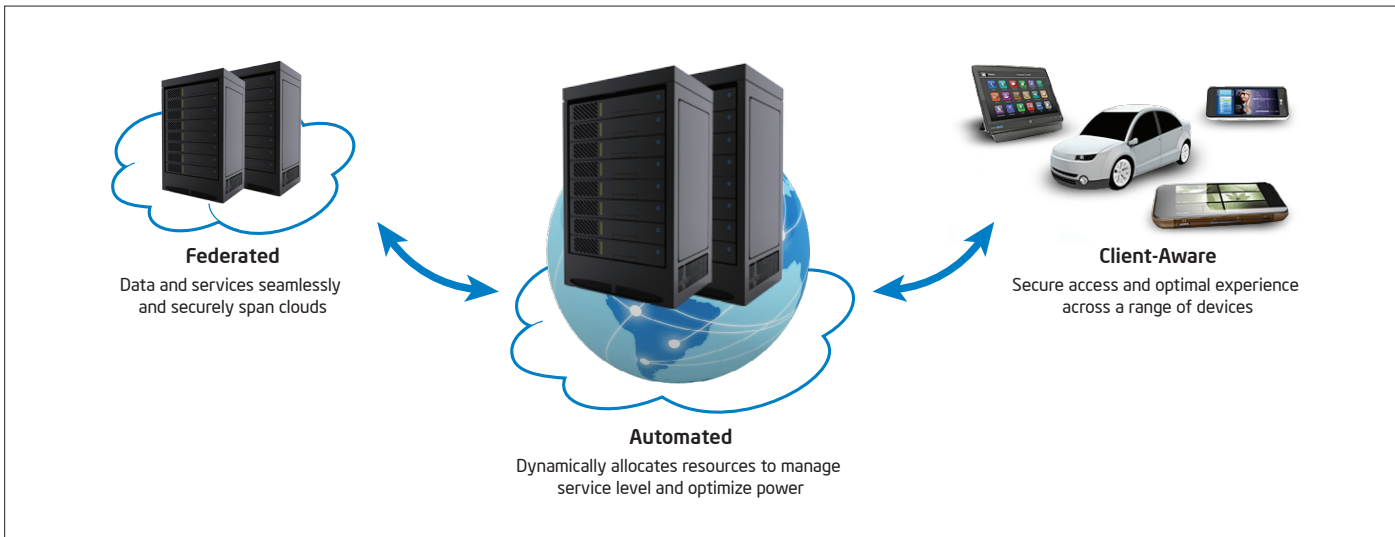 Federated
Data and services seamlessly
and securely span clouds
Automated
Dynamically allocates resources to manage
service level and optimize power
Client-Aware
Secure access and optimal experience
across a range of devices